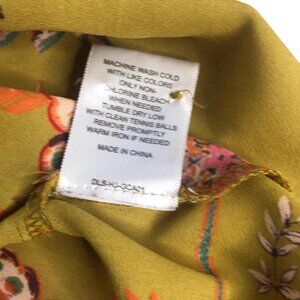 MACHINE WASH COLD
WITH LIKE COLORS
ONLY NON-
CHLORINE BLEACH
WHEN NEEDED
TUMBLE DRY LOW
WITH CLEAN TENNIS BALLS
REMOVE PROMPTLY
WARM IRON IF NEEDED
MADE IN CHINA